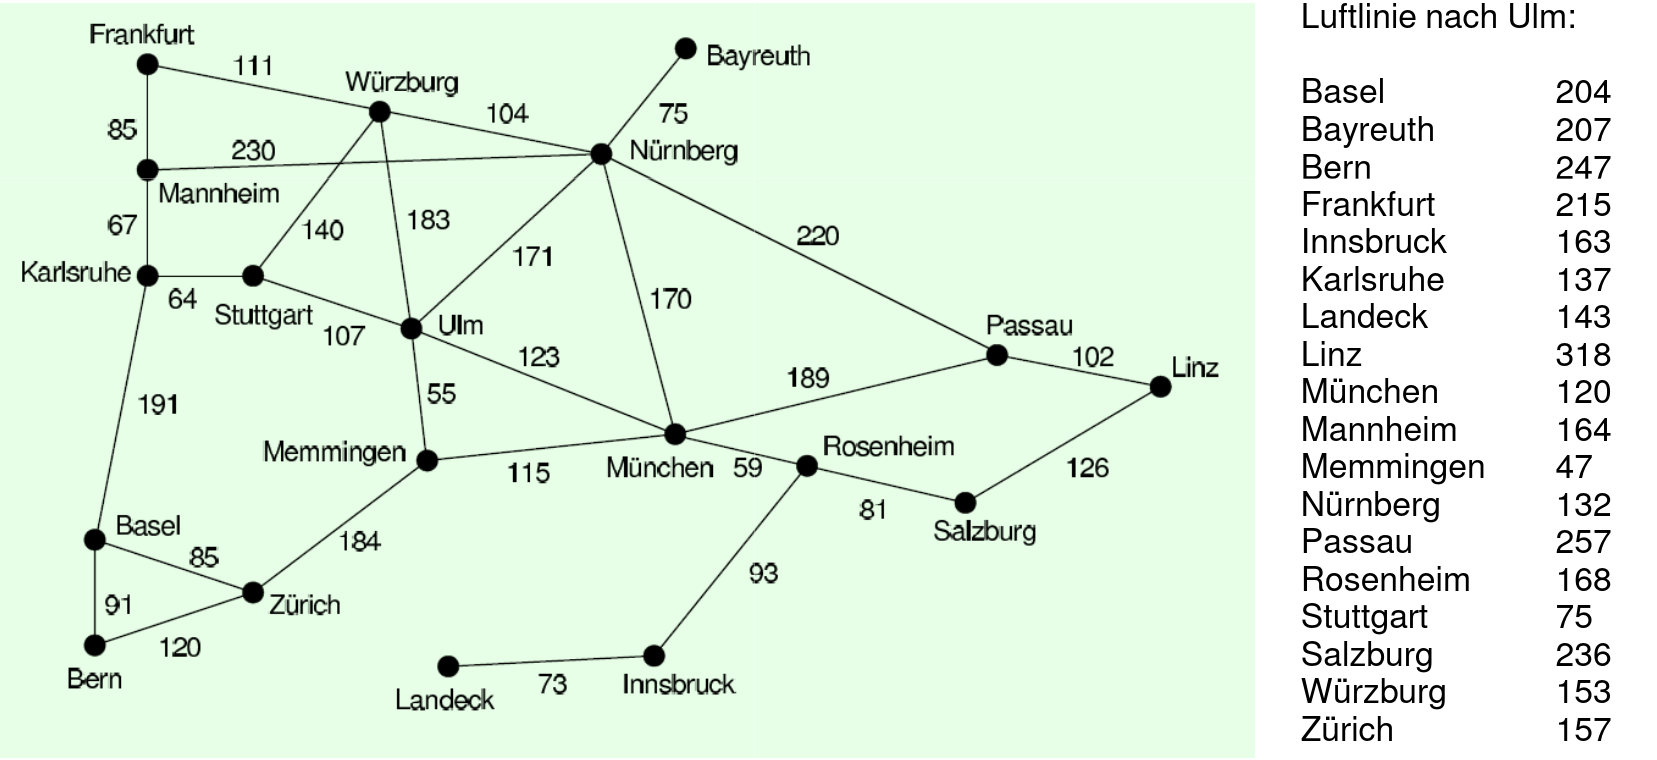 Frankfurt
111
Würzburg
Bayreuth
85
104
75
230
Nürnberg
Mannheim
67
140
183
171
220
Karlsruhe
64
Stuttgart
107
Ulm
170
Passau
102
Linz
123
189
191
55
Memmingen
115
München
59
Rosenheim
126
81
Salzburg
Basel
85
184
93
91
Zürich
120
Bern
Landeck
73
Innsbruck
Luftlinie nach Ulm:
Basel 204
Bayreuth 207
Bern 247
Frankfurt 215
Innsbruck 163
Karlsruhe 137
Landeck 143
Linz 318
München 120
Mannheim 164
Memmingen 47
Nürnberg 132
Passau 257
Rosenheim 168
Stuttgart 75
Salzburg 236
Würzburg 153
Zürich 157